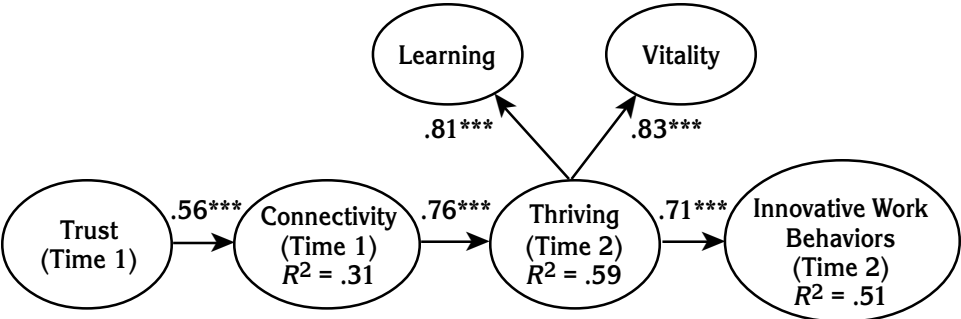 Learning
Vitality
.81***
.83***
Trust
(Time 1)
.56***
Connectivity
(Time 1)
R² = .31
.76***
Thriving
(Time 2)
R² = .59
.71***
Innovative Work
Behaviors
(Time 2)
R² = .51